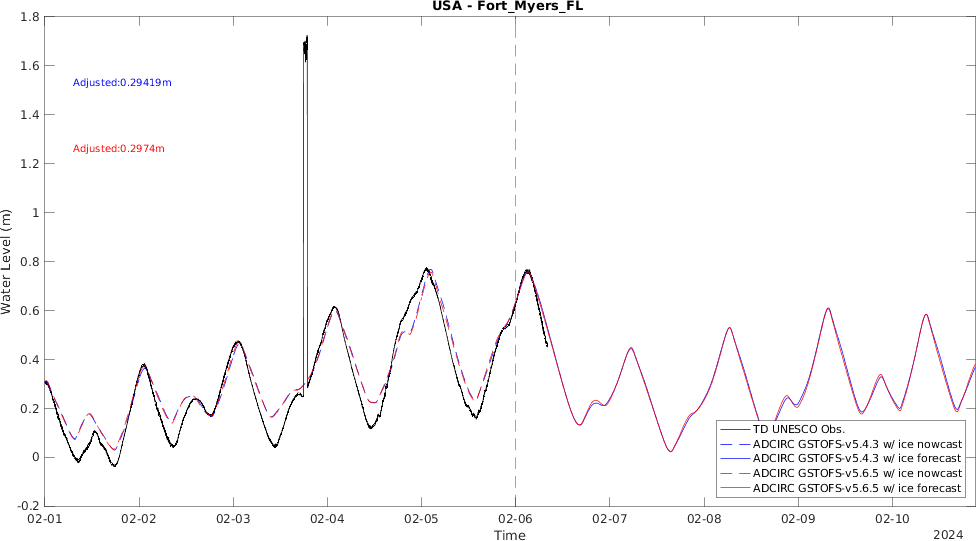 USA - Fort_Myers_FL
1.8
1.6
1.4
1.2
1
0.8
0.6
0.4
0.2
0
-0.2
Water Level (m)
Adjusted:0.29419m
Adjusted:0.2974m
TD UNESCO Obs.
ADCIRC GSTOFS-v5.4.3 w/ ice nowcast
ADCIRC GSTOFS-v5.4.3 w/ ice forecast
ADCIRC GSTOFS-v5.6.5 w/ ice nowcast
ADCIRC GSTOFS-v5.6.5 w/ ice forecast
02-01 02-02 02-03 02-04 02-05 02-06 02-07 02-08 02-09 02-10
Time
2024